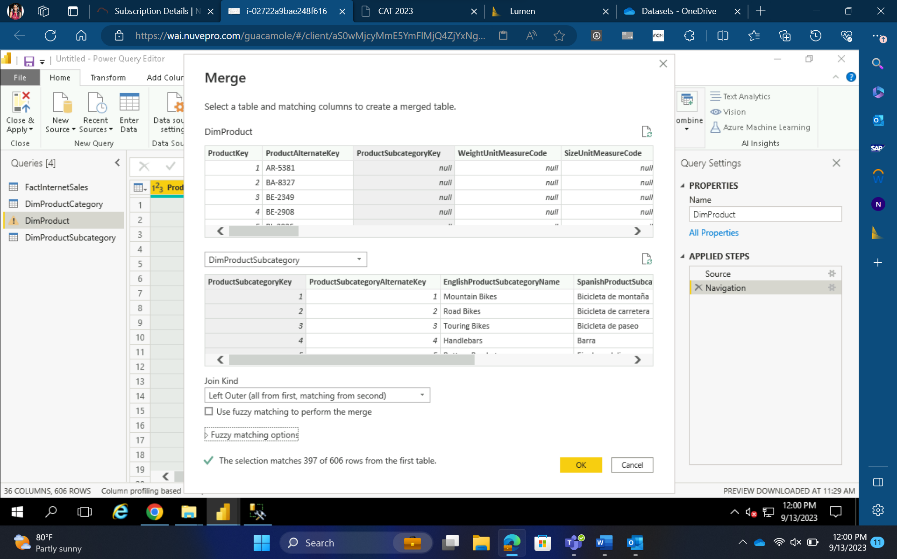 Subscription Details | N
i-02722a9bae248f616
CAT 2023
Lumen
Datasets - OneDrive
https://wai.nuvepro.com/guacamole/#/client/aS0wMjcyMmE5YmFlMjQ4ZjYxNg...
Untitled - Power Query Editor
File Home Transform Add Colur
Close & Apply
New Source
Recent Sources
Enter Data
Data sou setting
ombine
Text Analytics
Vision
Azure Machine Learning
Close
New Query
Data Sou
AI Insights
Queries [4]
FactInternetSales
DimProductCategory
DimProduct
DimProductSubcategory
1²3 Prod
1
2
3
4
5
6
7
8
9
10
11
12
13
14
15
16
17
18
19
Merge
Select a table and matching columns to create a merged table.
DimProduct
ProductKey ProductAlternateKey ProductSubcategoryKey WeightUnitMeasureCode SizeUnitMeasureCode
1 AR-5381 null null null
2 BA-8327 null null null
3 BE-2349 null null null
4 BE-2908 null null null
DimProductSubcategory
ProductSubcategoryKey ProductSubcategoryAlternateKey EnglishProductSubcategoryName SpanishProductSubca
1 1 Mountain Bikes Bicicleta de montaña
2 2 Road Bikes Bicicleta de carretera
3 3 Touring Bikes Bicicleta de paseo
4 4 Handlebars Barra
Join Kind
Left Outer (all from first, matching from second)
Use fuzzy matching to perform the merge
Fuzzy matching options
The selection matches 397 of 606 rows from the first table.
OK
Cancel
Query Settings
PROPERTIES
Name
DimProduct
All Properties
APPLIED STEPS
Source
Navigation
36 COLUMNS, 606 ROWS Column profiling based
PREVIEW DOWNLOADED AT 11:29 AM
12:00 PM
9/13/2023
80°F
Partly sunny
Search
12:00 PM
9/13/2023
11
SAP